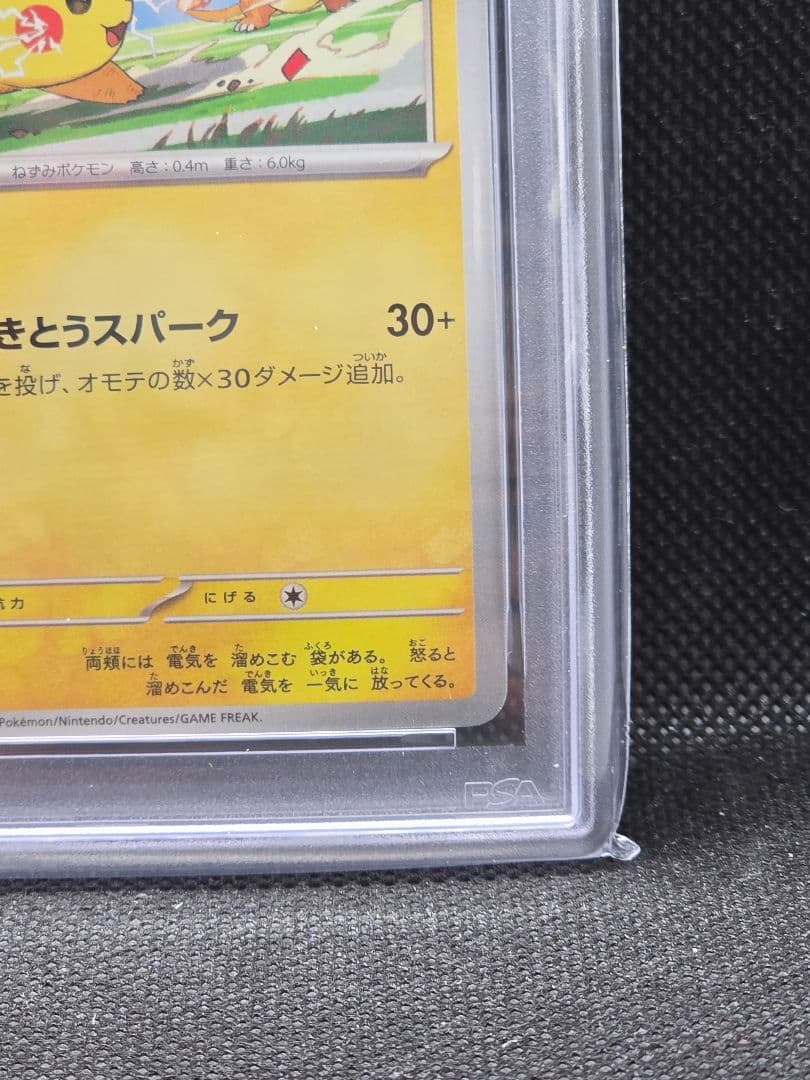 ねずみポケモン 高さ:0.4m 重さ:6.0kg
きとうスパーク 30+
を投げ、オモテの数×30ダメージ追加。
抗力 にげる
両頬には 電気を 溜めこむ 袋がある。 怒ると
溜めこんだ 電気を 一気に 放ってくる。
Pokémon/Nintendo/Creatures/GAME FREAK.
PSA